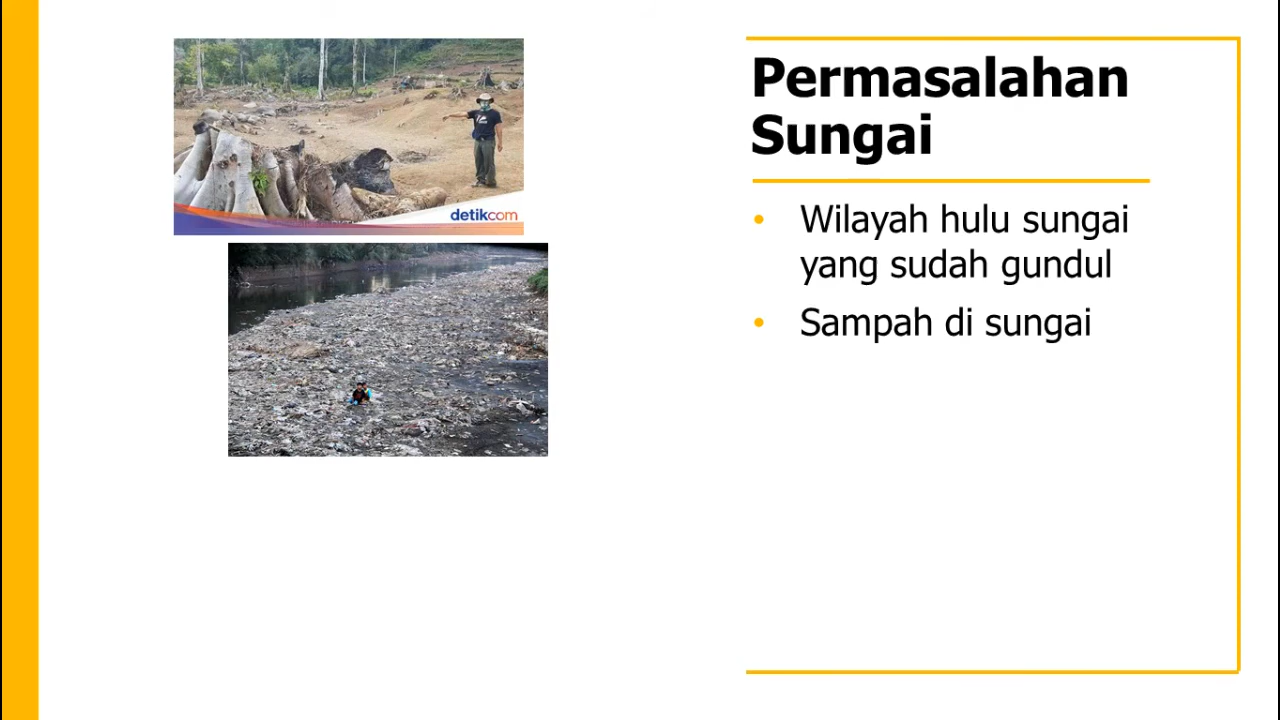 detikcom
Permasalahan
Sungai
• Wilayah hulu sungai
yang sudah gundul
• Sampah di sungai